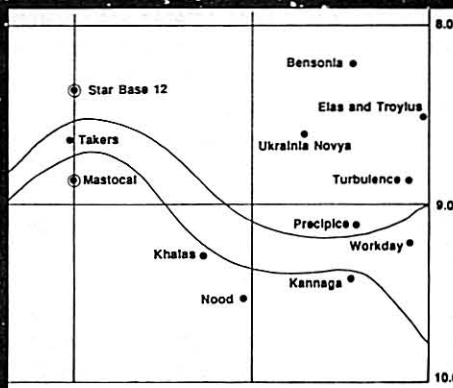 8.0
Bensonia
Star Base 12
Elas and Troyius
Ukrainia Novya
Takers
Mastocal
Turbulence
9.0
Precipice
Workday
Khalas
Kannaga
Nood
10.0